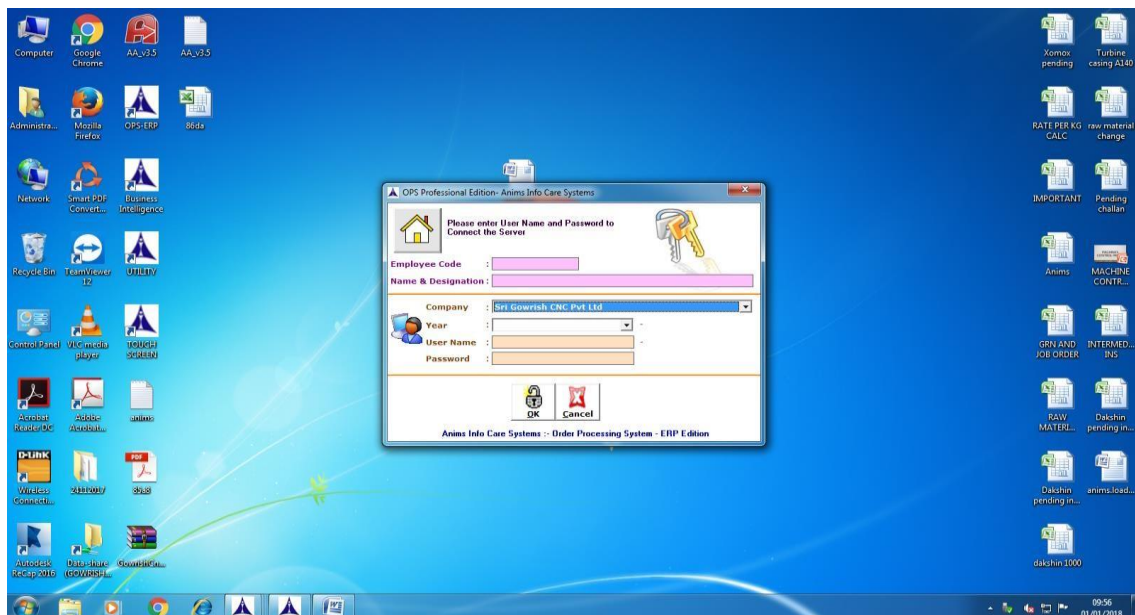 Computer
Google Chrome
AA_v3.5
AA_v3.5
Administra...
Mozilla Firefox
OPS-ERP
86da
Network
Smart PDF Convert...
Business Intelligence
Recycle Bin
TeamViewer 12
UTILITY
Control Panel
VLC media player
TOUCH SCREEN
Acrobat Reader DC
Adobe Acrobat...
anims
D-Link
Wireless Connecti...
24112017
PDF
Autodesk ReCap 2016
Data-share (GOWRISH...
GowrishCn...
OPS Professional Edition- Anims Info Care Systems
Please enter User Name and Password to
Connect the Server
Employee Code :
Name & Designation :
Company : Sri Gowrish CNC Pvt Ltd
Year : -
User Name : -
Password :
OK
Cancel
Anims Info Care Systems :- Order Processing System - ERP Edition
Xomox pending
Turbine casing A140
RATE PER KG CALC
raw material change
IMPORTANT
Pending challan
Anims
MACHINE CONTR...
GRN AND JOB ORDER
INTERMED... INS
RAW MATERI...
Dakshin pending in...
Dakshin pending in...
anims.load...
dakshin 1000
09:56
01/01/2018